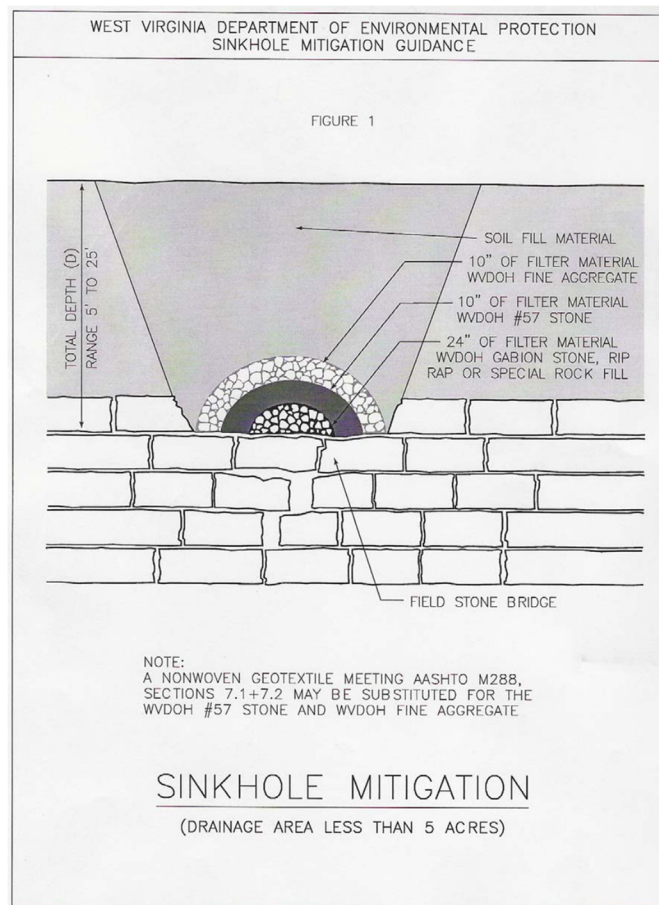 WEST VIRGINIA DEPARTMENT OF ENVIRONMENTAL PROTECTION
SINKHOLE MITIGATION GUIDANCE
FIGURE 1
TOTAL DEPTH (D)
RANGE 5' TO 25'
SOIL FILL MATERIAL
10" OF FILTER MATERIAL
WVDOH FINE AGGREGATE
10" OF FILTER MATERIAL
WVDOH #57 STONE
24" OF FILTER MATERIAL
WVDOH GABION STONE, RIP
RAP OR SPECIAL ROCK FILL
FIELD STONE BRIDGE
NOTE:
A NONWOVEN GEOTEXTILE MEETING AASHTO M288,
SECTIONS 7.1+7.2 MAY BE SUBSTITUTED FOR THE
WVDOH #57 STONE AND WVDOH FINE AGGREGATE
SINKHOLE MITIGATION
(DRAINAGE AREA LESS THAN 5 ACRES)